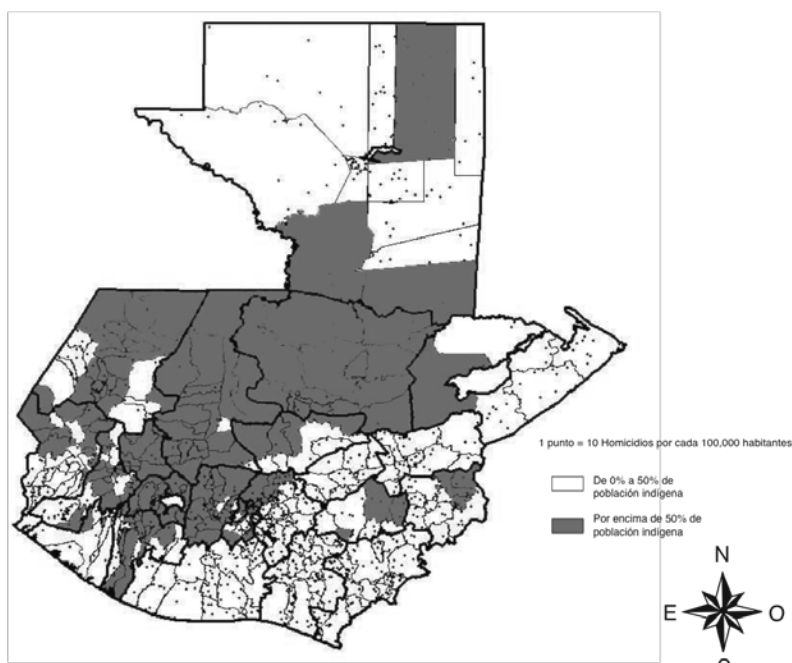 1 punto = 10 Homicidios por cada 100,000 habitantes
De 0% a 50% de
población indígena
Por encima de 50% de
población indígena
N
E
O